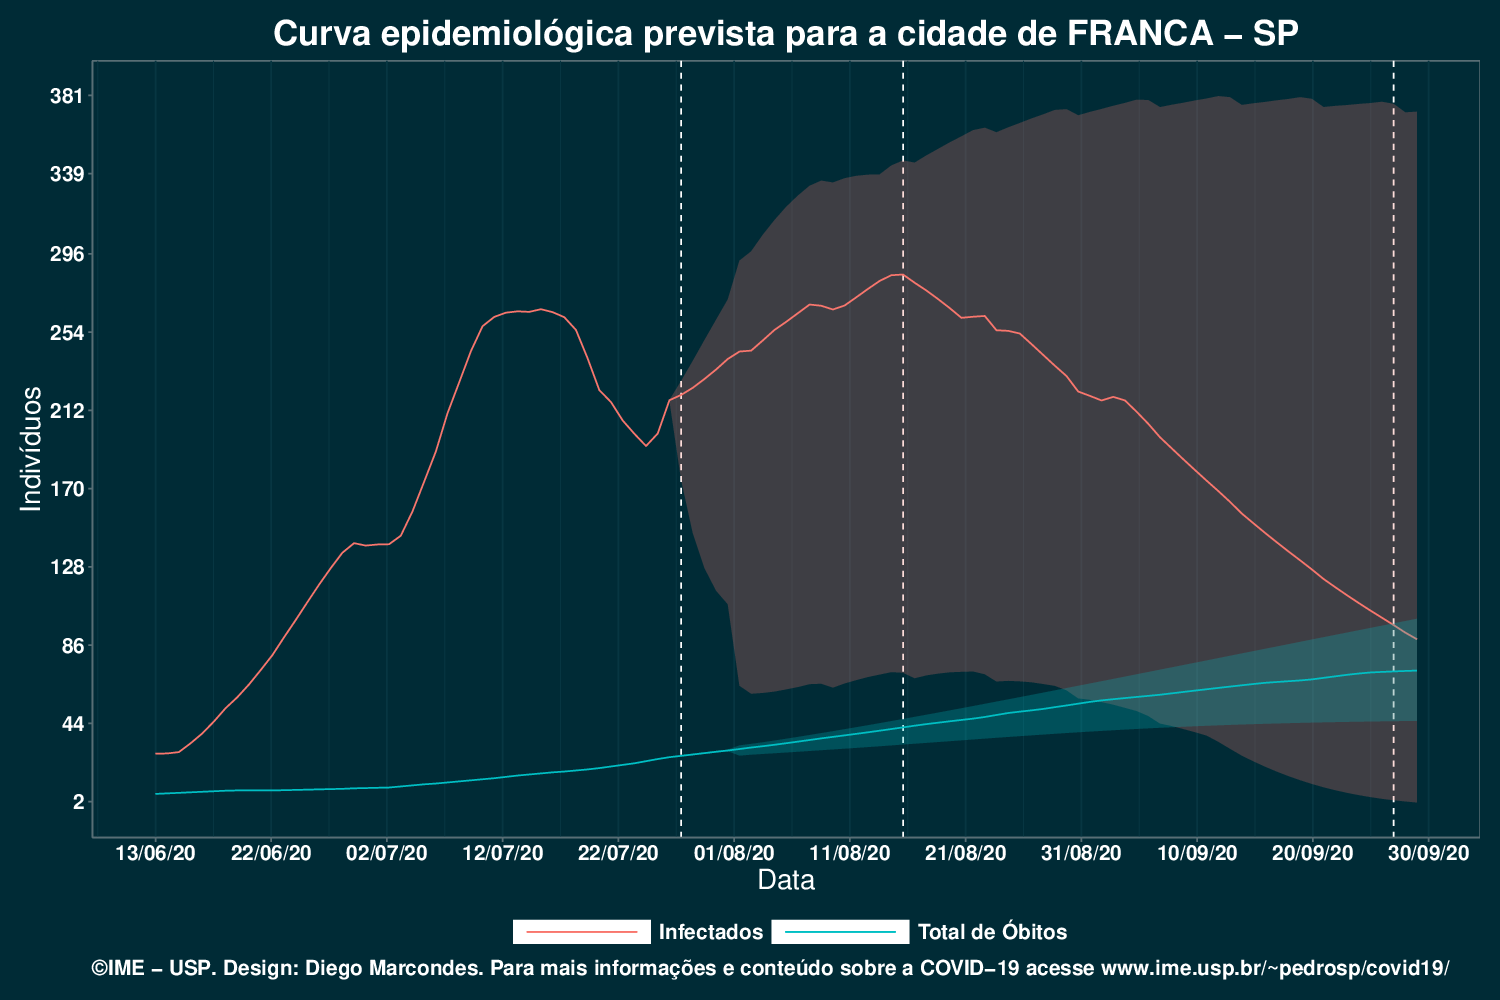 Curva epidemiológica prevista para a cidade de FRANCA − SP
381
339
296
254
212
170
128
86
44
2
Indivíduos
13/06/20 22/06/20 02/07/20 12/07/20 22/07/20 01/08/20 11/08/20 21/08/20 31/08/20 10/09/20 20/09/20 30/09/20
Data
Infectados Total de Óbitos
©IME − USP. Design: Diego Marcondes. Para mais informações e conteúdo sobre a COVID−19 acesse www.ime.usp.br/~pedrosp/covid19/